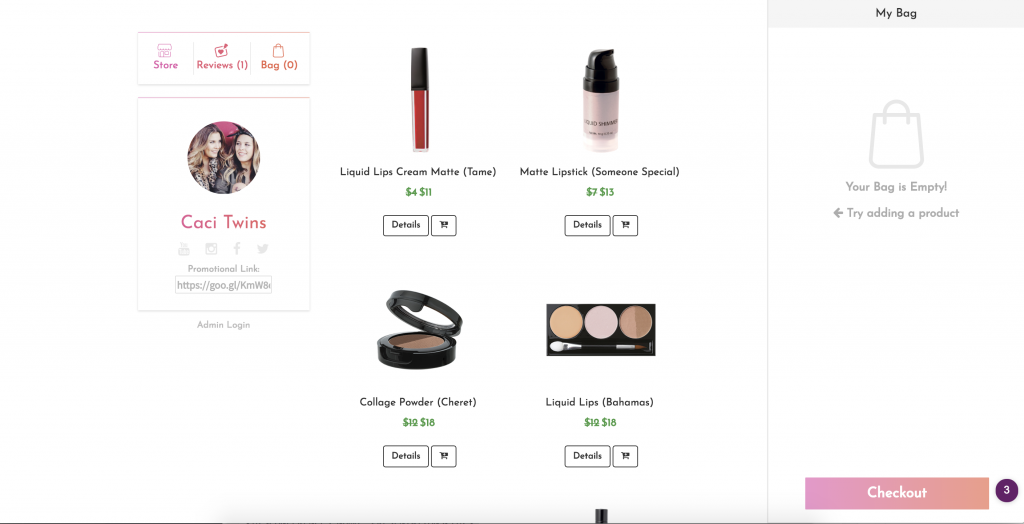 My Bag
Store
Reviews (1)
Bag (0)
Caci Twins
Promotional Link:
https://goo.gl/KmW8
Admin Login
LIQUID SHIMMER
Liquid Lips Cream Matte (Tame)
$4 $11
Details
Matte Lipstick (Someone Special)
$7 $13
Details
Collage Powder (Cheret)
$12 $18
Details
Liquid Lips (Bahamas)
$12 $18
Details
Your Bag is Empty!
Try adding a product
Checkout
3